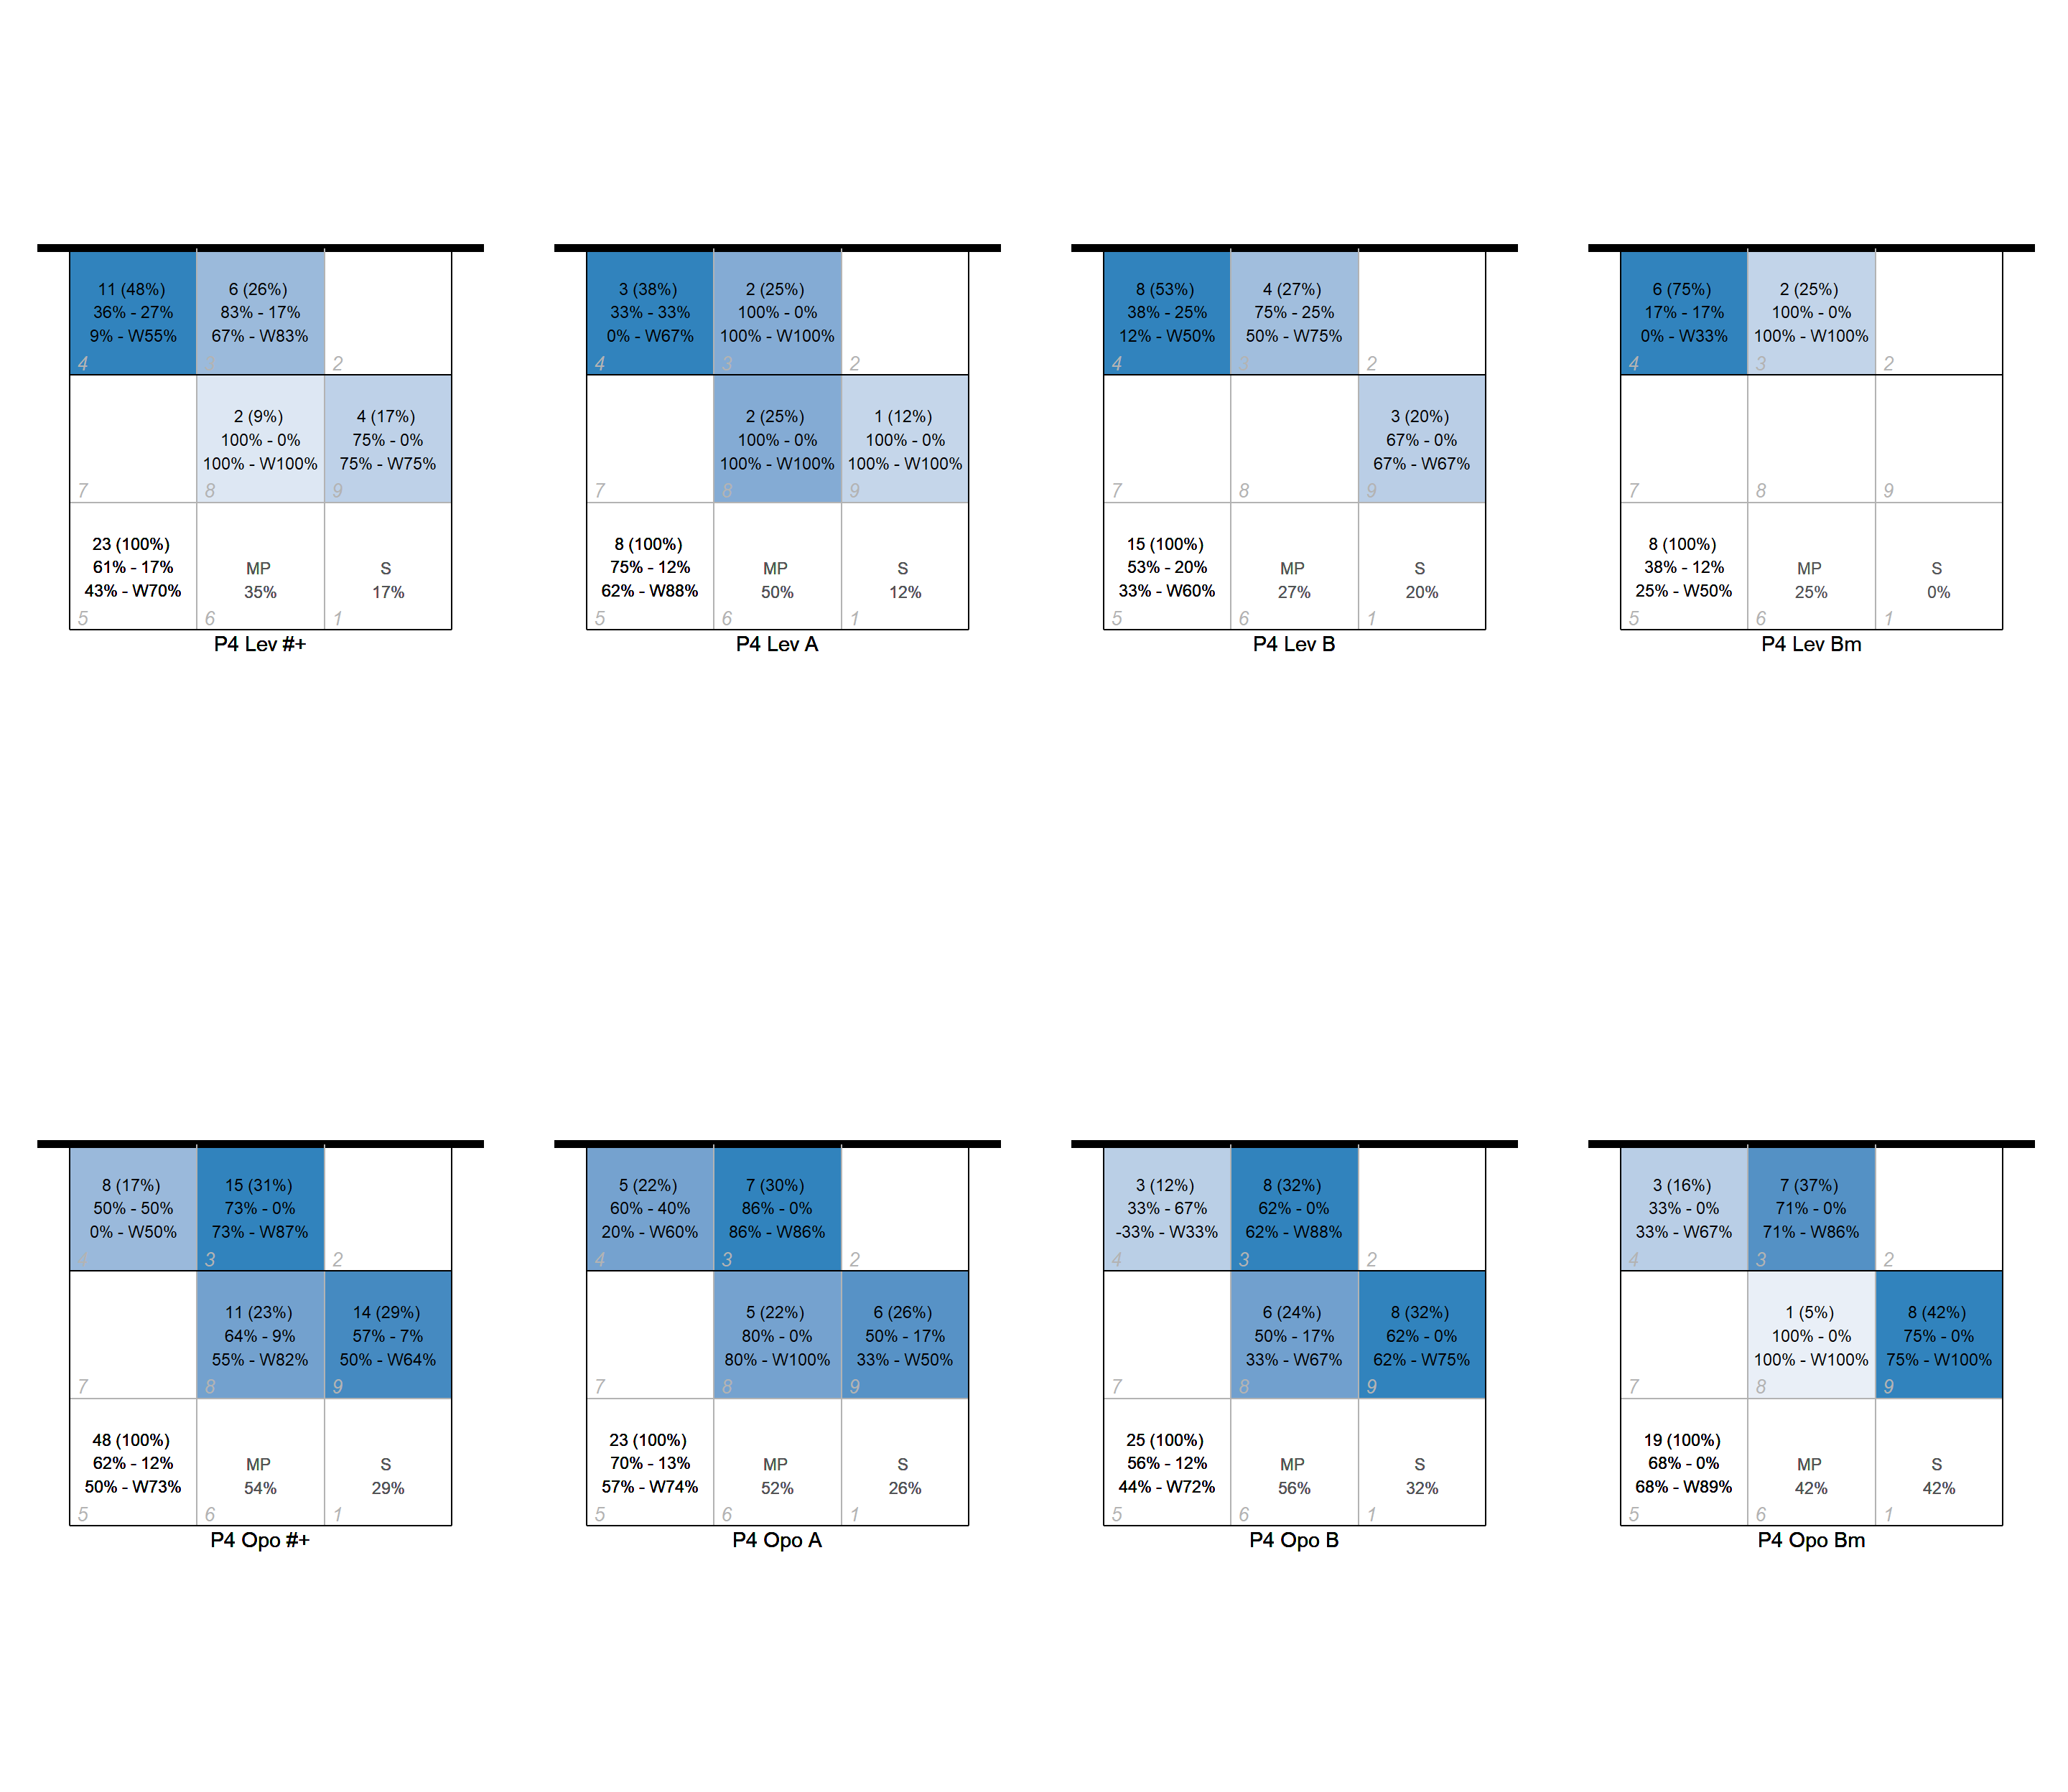 11 (48%)
36% - 27%
9% - W55%
4
6 (26%)
83% - 17%
67% - W83%
2
7
2 (9%)
100% - 0%
100% - W100%
8
4 (17%)
75% - 0%
75% - W75%
9
23 (100%)
61% - 17%
43% - W70%
5
MP
35%
6
S
17%
1
P4 Lev #+
3 (38%)
33% - 33%
0% - W67%
4
2 (25%)
100% - 0%
100% - W100%
3
2
7
2 (25%)
100% - 0%
100% - W100%
8
1 (12%)
100% - 0%
100% - W100%
9
8 (100%)
75% - 12%
62% - W88%
5
MP
50%
6
S
12%
1
P4 Lev A
8 (53%)
38% - 25%
12% - W50%
4
4 (27%)
75% - 25%
50% - W75%
3
2
7
8
3 (20%)
67% - 0%
67% - W67%
9
15 (100%)
53% - 20%
33% - W60%
5
MP
27%
6
S
20%
1
P4 Lev B
6 (75%)
17% - 17%
0% - W33%
4
2 (25%)
100% - 0%
100% - W100%
3
2
7
8
9
8 (100%)
38% - 12%
25% - W50%
5
MP
25%
6
S
0%
1
P4 Lev Bm
8 (17%)
50% - 50%
0% - W50%
4
15 (31%)
73% - 0%
73% - W87%
3
2
7
11 (23%)
64% - 9%
55% - W82%
8
14 (29%)
57% - 7%
50% - W64%
9
48 (100%)
62% - 12%
50% - W73%
5
MP
54%
6
S
29%
1
P4 Opo #+
5 (22%)
60% - 40%
20% - W60%
4
7 (30%)
86% - 0%
86% - W86%
3
2
7
5 (22%)
80% - 0%
80% - W100%
8
6 (26%)
50% - 17%
33% - W50%
9
23 (100%)
70% - 13%
57% - W74%
5
MP
52%
6
S
26%
1
P4 Opo A
3 (12%)
33% - 67%
-33% - W33%
4
8 (32%)
62% - 0%
62% - W88%
3
2
7
6 (24%)
50% - 17%
33% - W67%
8
8 (32%)
62% - 0%
62% - W75%
9
25 (100%)
56% - 12%
44% - W72%
5
MP
56%
6
S
32%
1
P4 Opo B
3 (16%)
33% - 0%
33% - W67%
4
7 (37%)
71% - 0%
71% - W86%
3
2
7
1 (5%)
100% - 0%
100% - W100%
8
8 (42%)
75% - 0%
75% - W100%
9
19 (100%)
68% - 0%
68% - W89%
5
MP
42%
6
S
42%
1
P4 Opo Bm